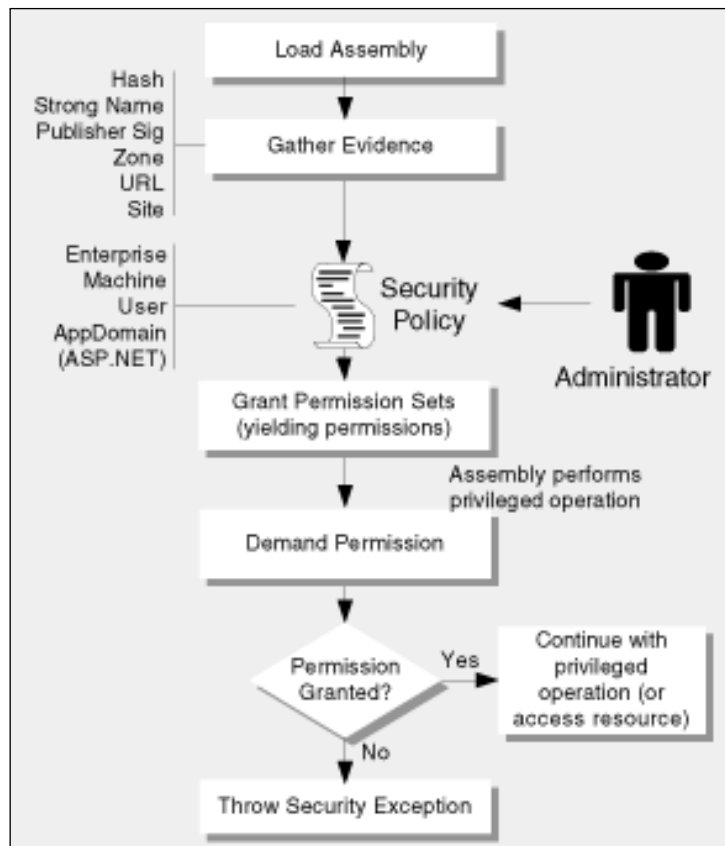 Load Assembly
Hash
Strong Name
Publisher Sig
Zone
URL
Site
Gather Evidence
Enterprise
Machine
User
AppDomain
(ASP.NET)
Security
Policy
Administrator
Grant Permission Sets
(yielding permissions)
Assembly performs
privileged operation
Demand Permission
Permission
Granted?
Yes
Continue with
privileged
operation (or
access resource)
No
Throw Security Exception